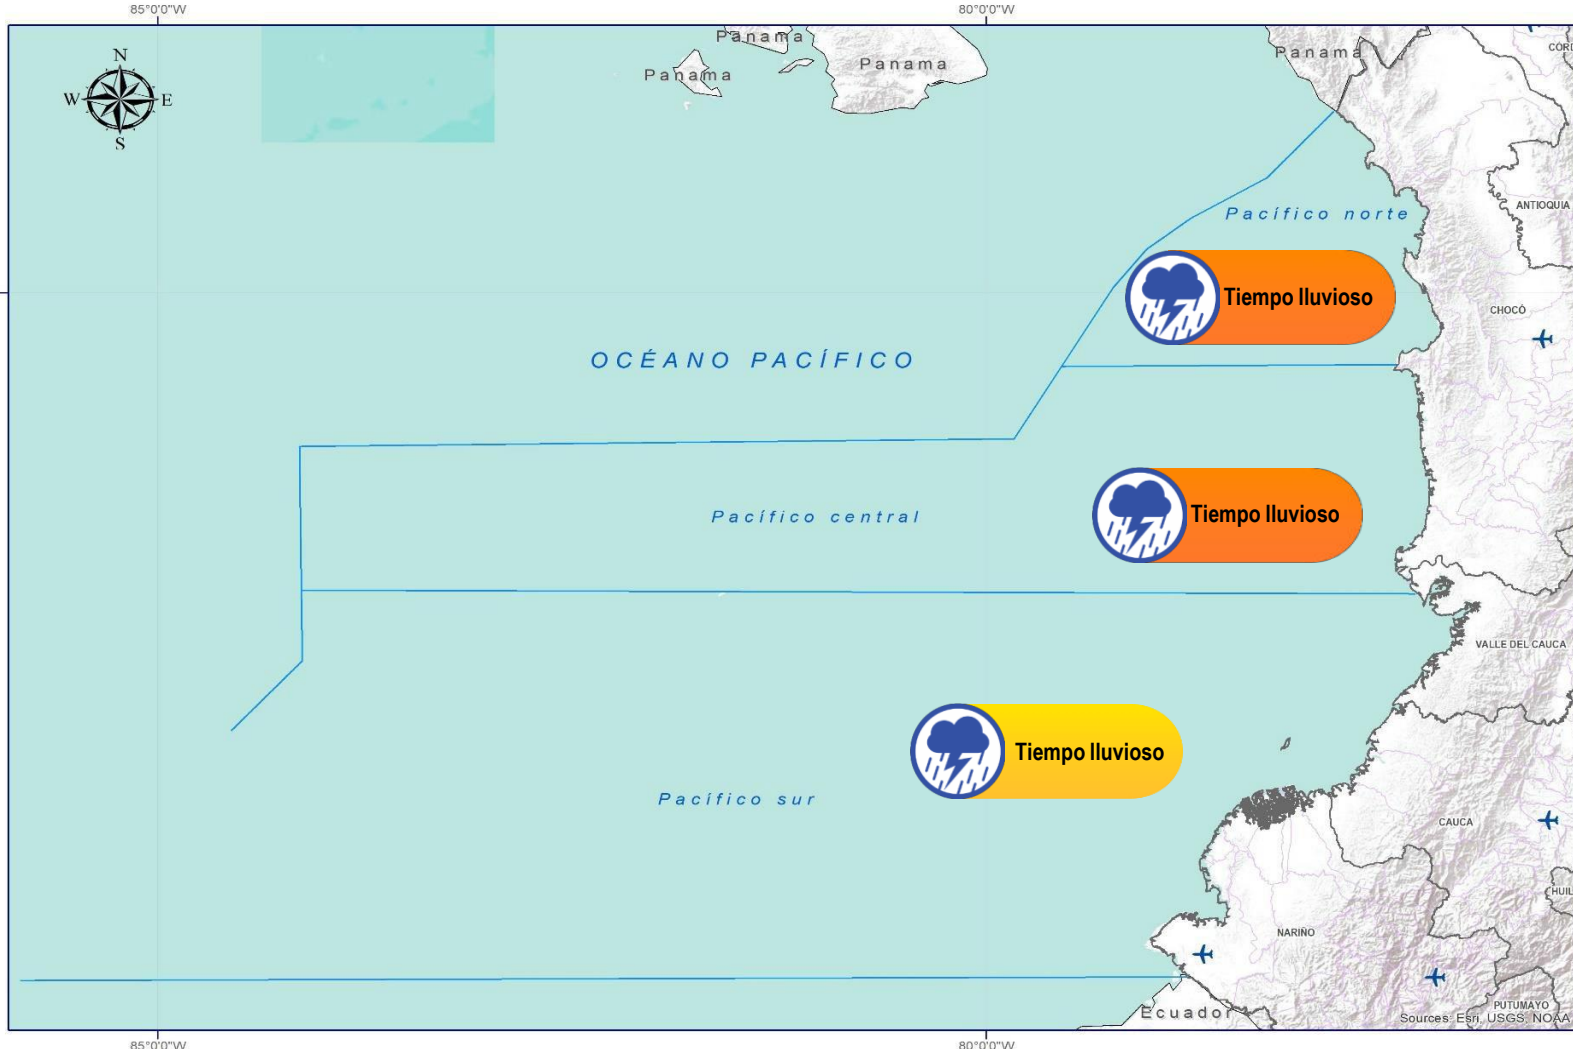 85°0'0"W 80°0'0"W
N
W E
S
Panama
Panama
Panama
Panama
ANTIOQUIA
Pacífico norte
Tiempo lluvioso
CHOCÓ
OCÉANO PACÍFICO
Tiempo lluvioso
Pacífico central
VALLE DEL CAUCA
Tiempo lluvioso
Pacífico sur
CAUCA
HUIL
NARIÑO
PUTUMAYO
Ecuador
Sources: Esri, USGS, NOAA
85°0'0"W 80°0'0"W